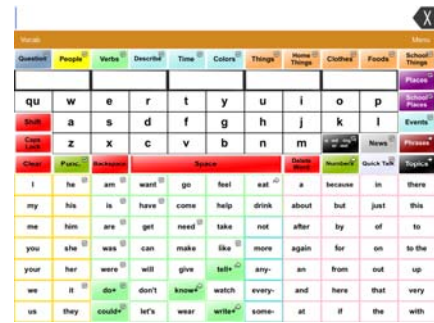 Vocab Menu
Question People Verbs Describe Time Colors Things Home Things Clothes Foods School Things
Places
qu w e r t y u i o p School Places
Shift a s d f g h j k l Events
Caps Lock z x c v b n m News Phrases
Clear Punc. Backspace Space Delete Word Numbers Quick Talk Topics
I he am want go feel eat a because in there
my his is have come help drink about but just this
me him are get need take not after by of to
you she was can make like more again for on to the
your her were will give tell+ any- an from out up
we it do+ don't know+ watch every- and here that very
us they could+ let's wear write+ some- at if the with